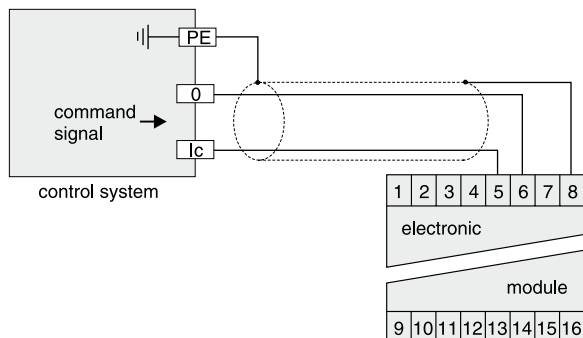 PE
0
command
signal
Ic
control system
1 2 3 4 5 6 7 8
electronic
module
9 10 11 12 13 14 15 16